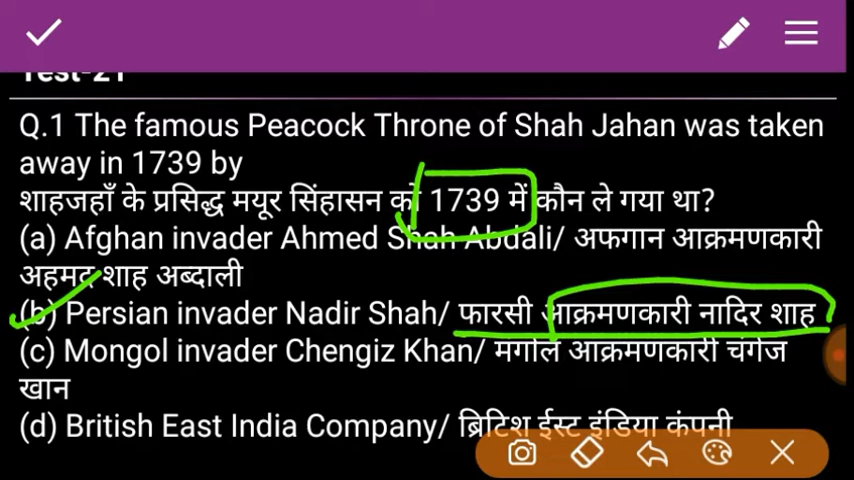 Test-21
Q.1 The famous Peacock Throne of Shah Jahan was taken
away in 1739 by
शाहजहाँ के प्रसिद्ध मयूर सिंहासन को 1739 में कौन ले गया था?
(a) Afghan invader Ahmed Shah Abdali/ अफगान आक्रमणकारी
अहमद शाह अब्दाली
(b) Persian invader Nadir Shah/ फारसी आक्रमणकारी नादिर शाह
(c) Mongol invader Chengiz Khan/ मंगोल आक्रमणकारी चंगेज
खान
(d) British East India Company/ ब्रिटिश ईस्ट इंडिया कंपनी